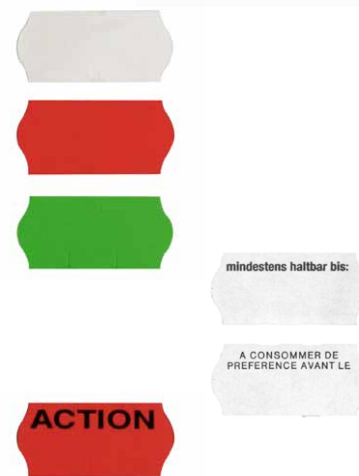 mindestens haltbar bis:
A CONSOMMER DE
PREFERENCE AVANT LE
ACTION